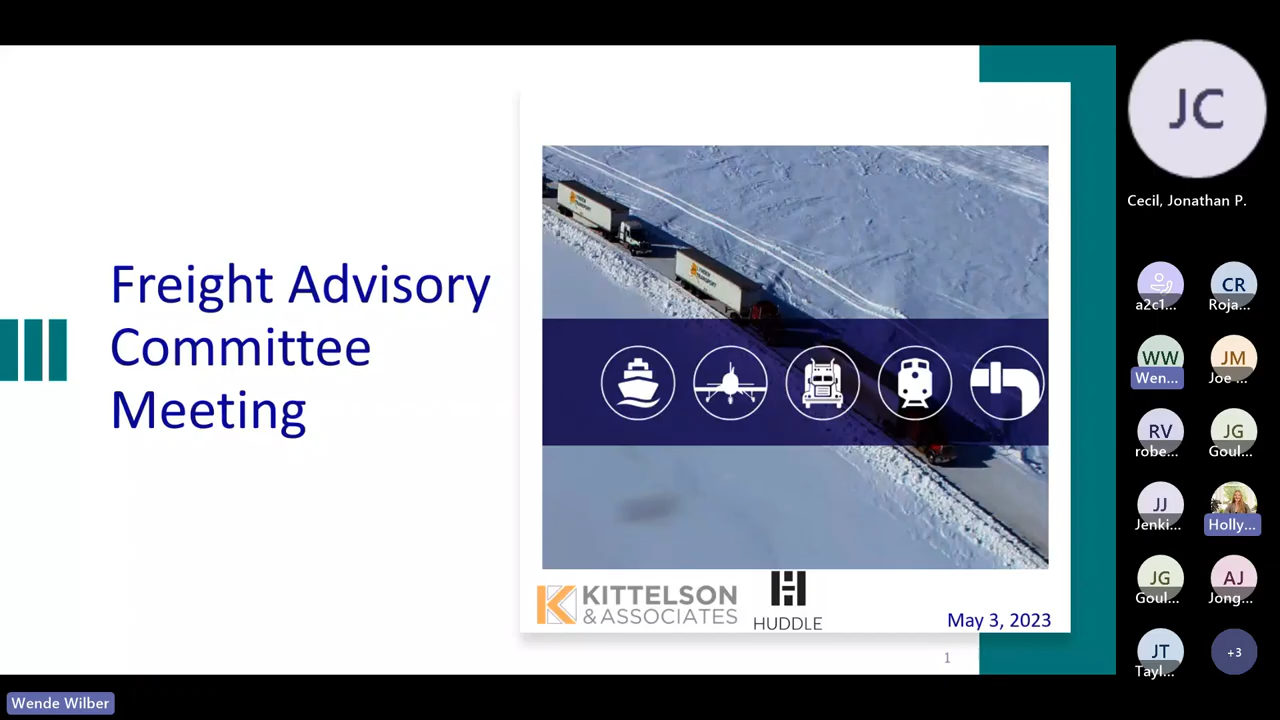 Freight Advisory
Committee
Meeting
KITTELSON
& ASSOCIATES
HUDDLE
May 3, 2023
1
Wende Wilber
JC
Cecil, Jonathan P.
a2c1...
CR
Roja...
WW
Wen...
JM
Joe ...
RV
robe...
JG
Goul...
JJ
Jenki...
Holly...
JG
Goul...
AJ
Jong...
JT
Tayl...
+3